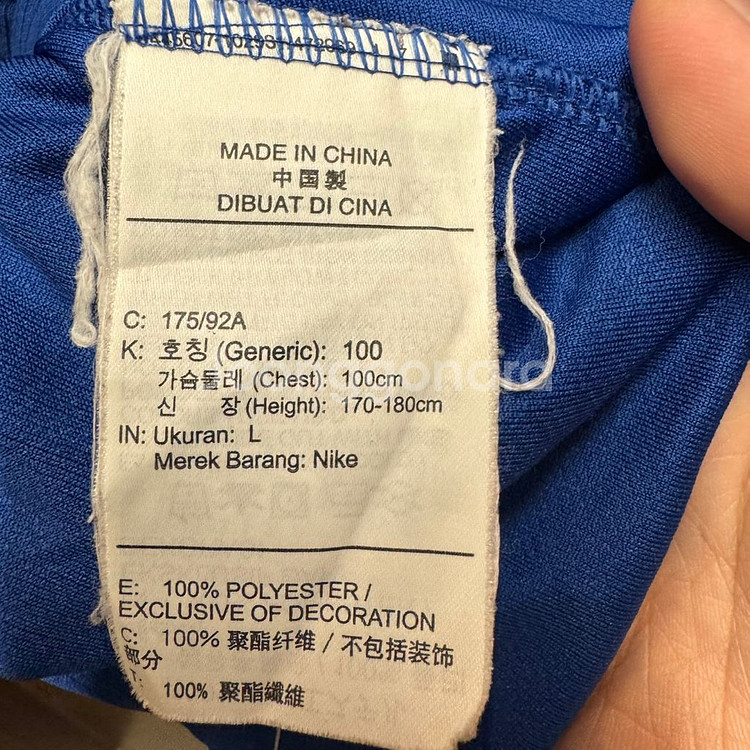 MADE IN CHINA
中国製
DIBUAT DI CINA
C: 175/92A
K: 호칭 (Generic): 100
가슴둘레 (Chest): 100cm
신 장 (Height): 170-180cm
IN: Ukuran: L
Merek Barang: Nike
E: 100% POLYESTER /
EXCLUSIVE OF DECORATION
C: 100% 聚酯纤维 / 不包括装饰
部分
T: 100% 聚酯纖維